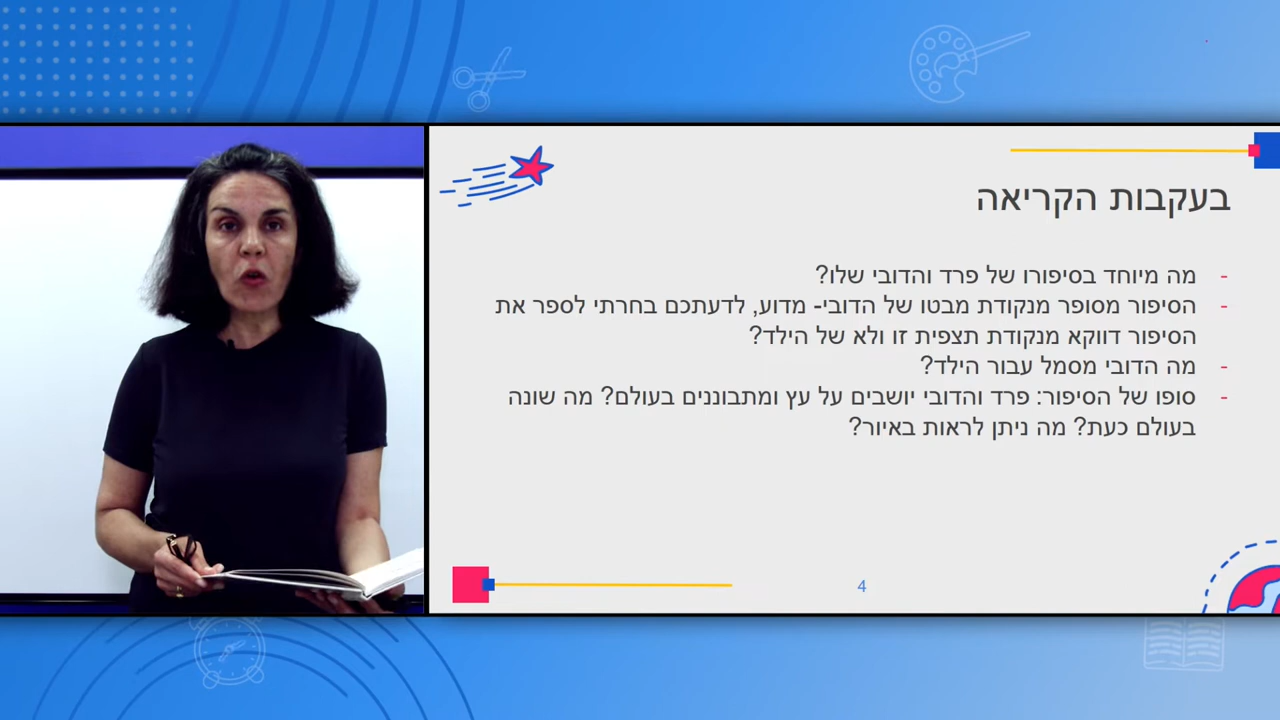 בעקבות הקריאה
- מה מיוחד בסיפורו של פרד והדובי שלו?
- הסיפור מסופר מנקודת מבטו של הדובי- מדוע, לדעתכם בחרתי לספר את
הסיפור דווקא מנקודת תצפית זו ולא של הילד?
- מה הדובי מסמל עבור הילד?
- סופו של הסיפור: פרד והדובי יושבים על עץ ומתבוננים בעולם? מה שונה
בעולם כעת? מה ניתן לראות באיור?
4